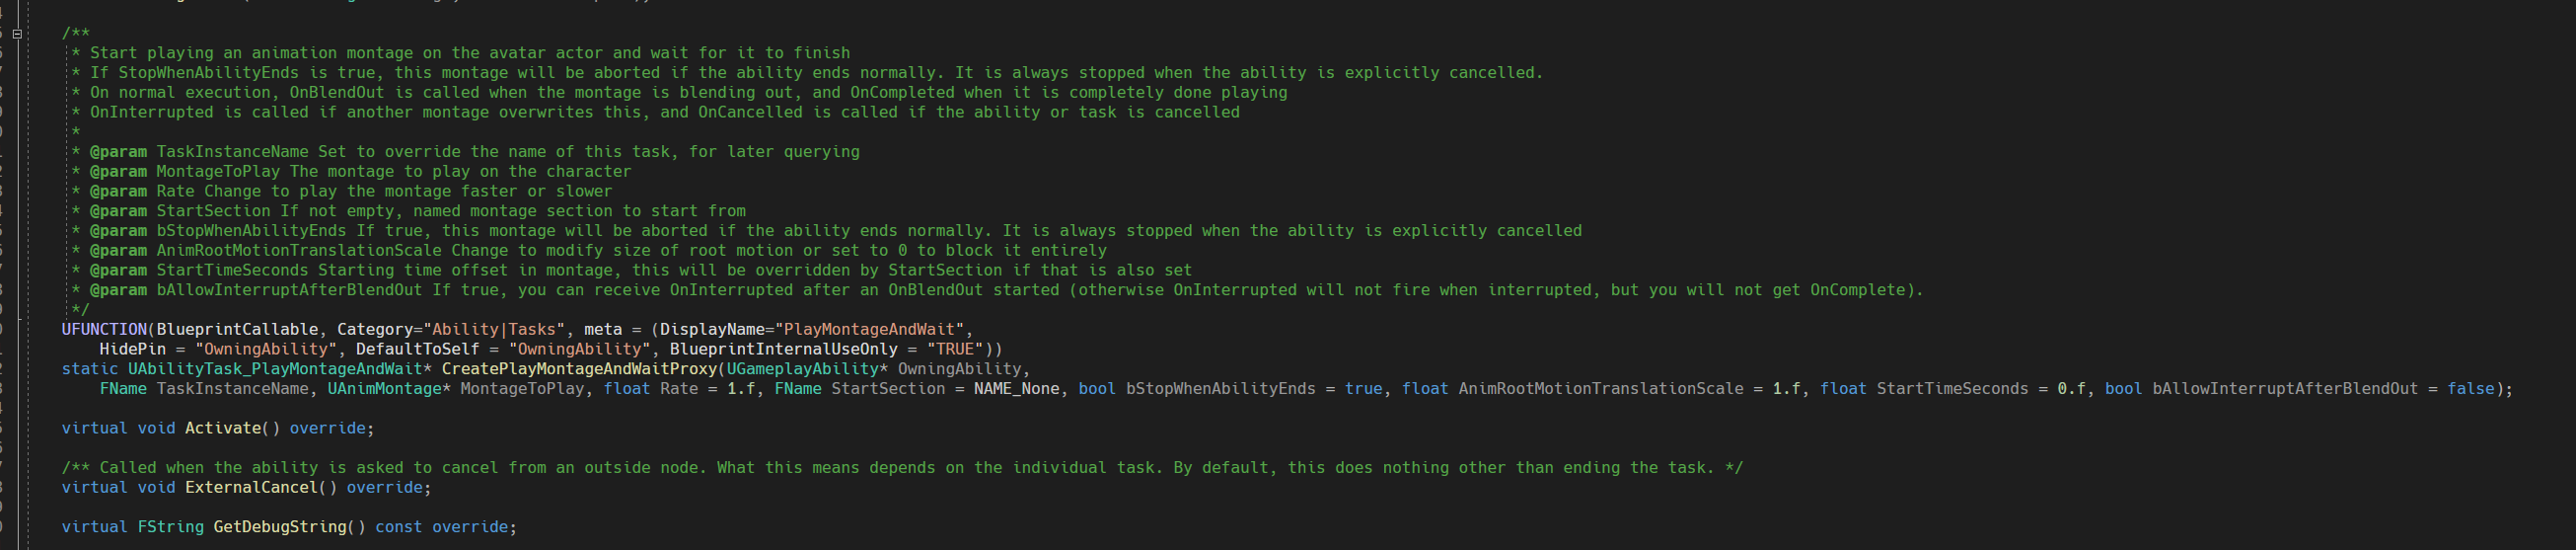 /**
* Start playing an animation montage on the avatar actor and wait for it to finish
* If StopWhenAbilityEnds is true, this montage will be aborted if the ability ends normally. It is always stopped when the ability is explicitly cancelled.
* On normal execution, OnBlendOut is called when the montage is blending out, and OnCompleted when it is completely done playing
* OnInterrupted is called if another montage overwrites this, and OnCancelled is called if the ability or task is cancelled
*
* @param TaskInstanceName Set to override the name of this task, for later querying
* @param MontageToPlay The montage to play on the character
* @param Rate Change to play the montage faster or slower
* @param StartSection If not empty, named montage section to start from
* @param bStopWhenAbilityEnds If true, this montage will be aborted if the ability ends normally. It is always stopped when the ability is explicitly cancelled
* @param AnimRootMotionTranslationScale Change to modify size of root motion or set to 0 to block it entirely
* @param StartTimeSeconds Starting time offset in montage, this will be overridden by StartSection if that is also set
* @param bAllowInterruptAfterBlendOut If true, you can receive OnInterrupted after an OnBlendOut started (otherwise OnInterrupted will not fire when interrupted, but you will not get OnComplete).
*/
UFUNCTION(BlueprintCallable, Category="Ability|Tasks", meta = (DisplayName="PlayMontageAndWait",
HidePin = "OwningAbility", DefaultToSelf = "OwningAbility", BlueprintInternalUseOnly = "TRUE"))
static UAbilityTask_PlayMontageAndWait* CreatePlayMontageAndWaitProxy(UGameplayAbility* OwningAbility,
FName TaskInstanceName, UAnimMontage* MontageToPlay, float Rate = 1.f, FName StartSection = NAME_None, bool bStopWhenAbilityEnds = true, float AnimRootMotionTranslationScale = 1.f, float StartTimeSeconds = 0.f, bool bAllowInterruptAfterBlendOut = false);
virtual void Activate() override;
/** Called when the ability is asked to cancel from an outside node. What this means depends on the individual task. By default, this does nothing other than ending the task. */
virtual void ExternalCancel() override;
virtual FString GetDebugString() const override;